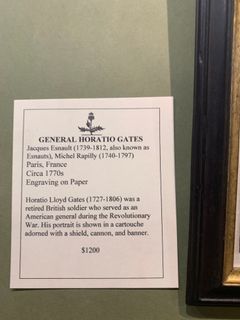 GENERAL HORATIO GATES
Jacques Esnault (1739-1812, also known as
Esnauts), Michel Rapilly (1740-1797)
Paris, France
Circa 1770s
Engraving on Paper
Horatio Lloyd Gates (1727-1806) was a
retired British soldier who served as an
American general during the Revolutionary
War. His portrait is shown in a cartouche
adorned with a shield, cannon, and banner.
$1200